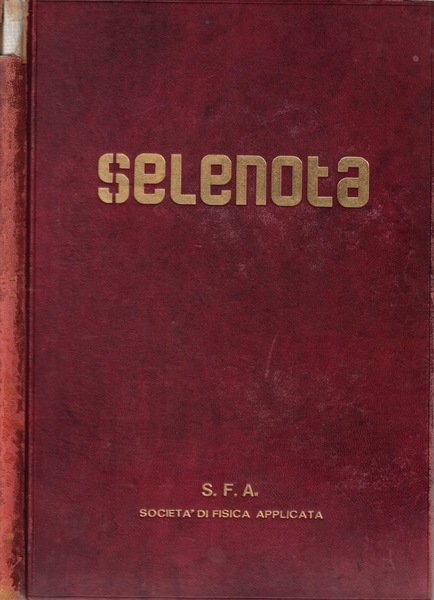 selenota
S. F. A.
SOCIETA' DI FISICA APPLICATA